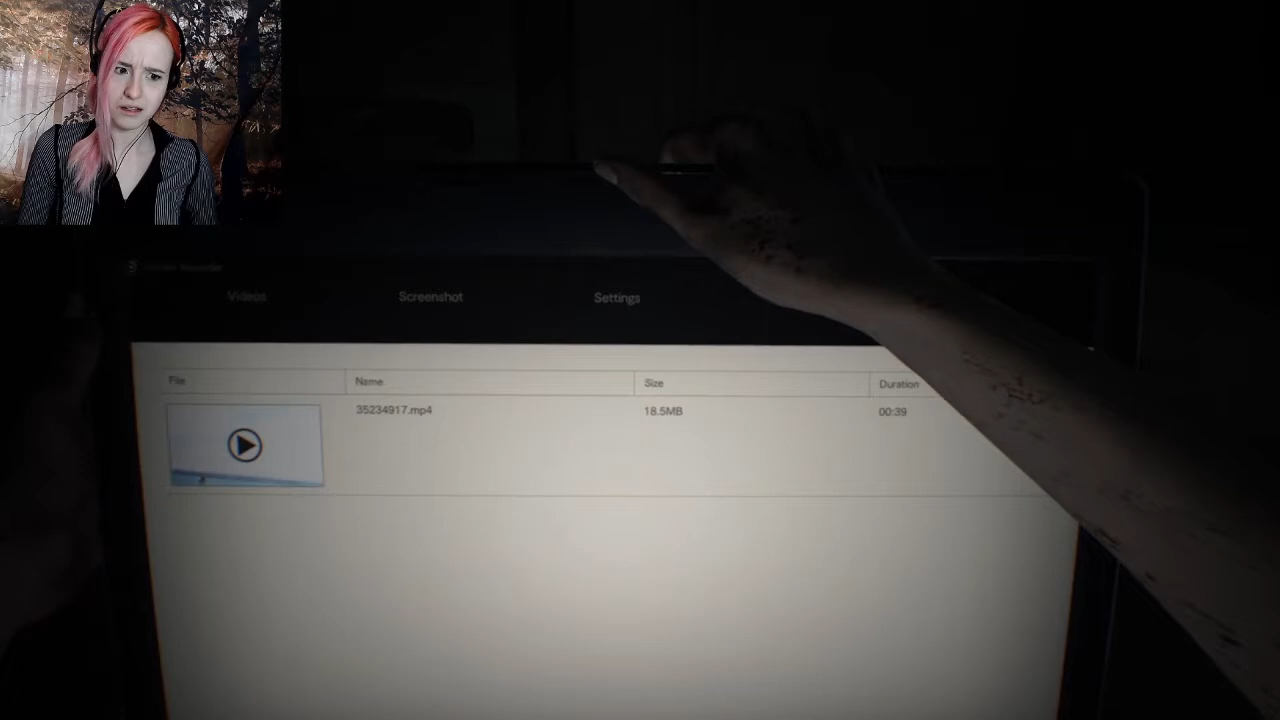 Videos Screenshot Settings
File Name Size Duration
35234917.mp4 18.5MB 00:39